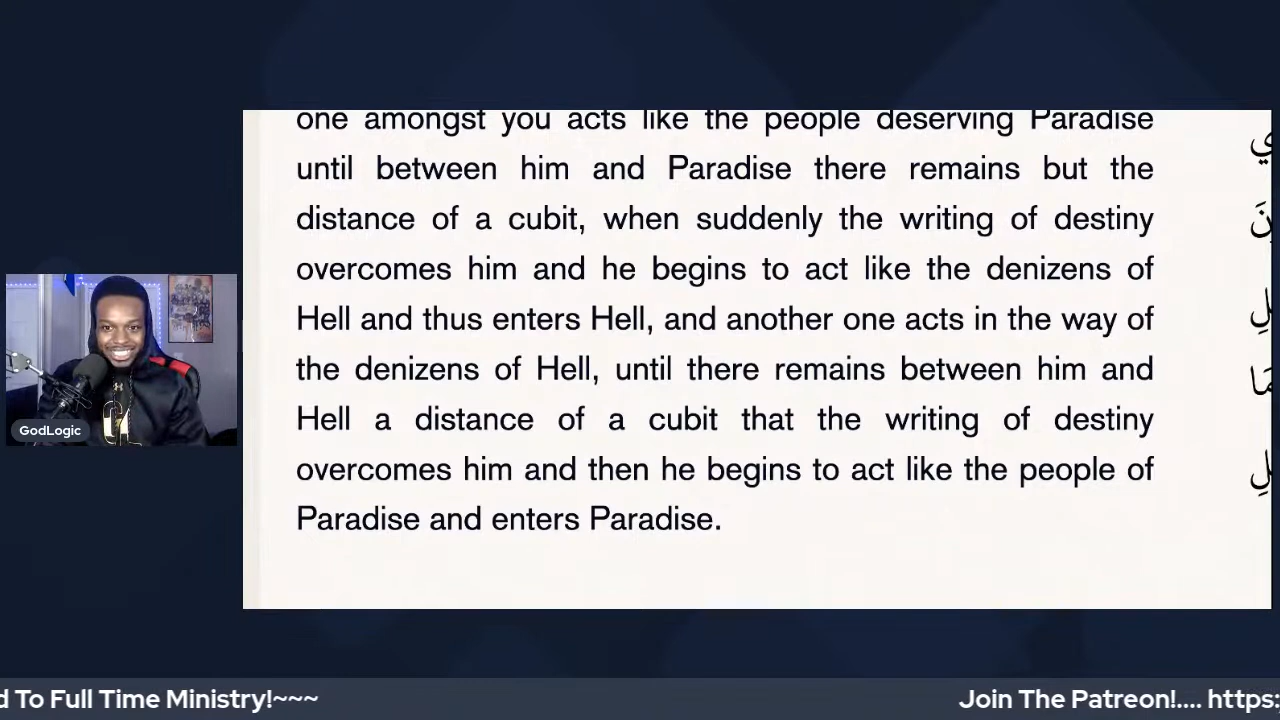 one amongst you acts like the people deserving Paradise
until between him and Paradise there remains but the
distance of a cubit, when suddenly the writing of destiny
overcomes him and he begins to act like the denizens of
Hell and thus enters Hell, and another one acts in the way of
the denizens of Hell, until there remains between him and
Hell a distance of a cubit that the writing of destiny
overcomes him and then he begins to act like the people of
Paradise and enters Paradise.
GodLogic
d To Full Time Ministry!~~~
Join The Patreon!.... https: